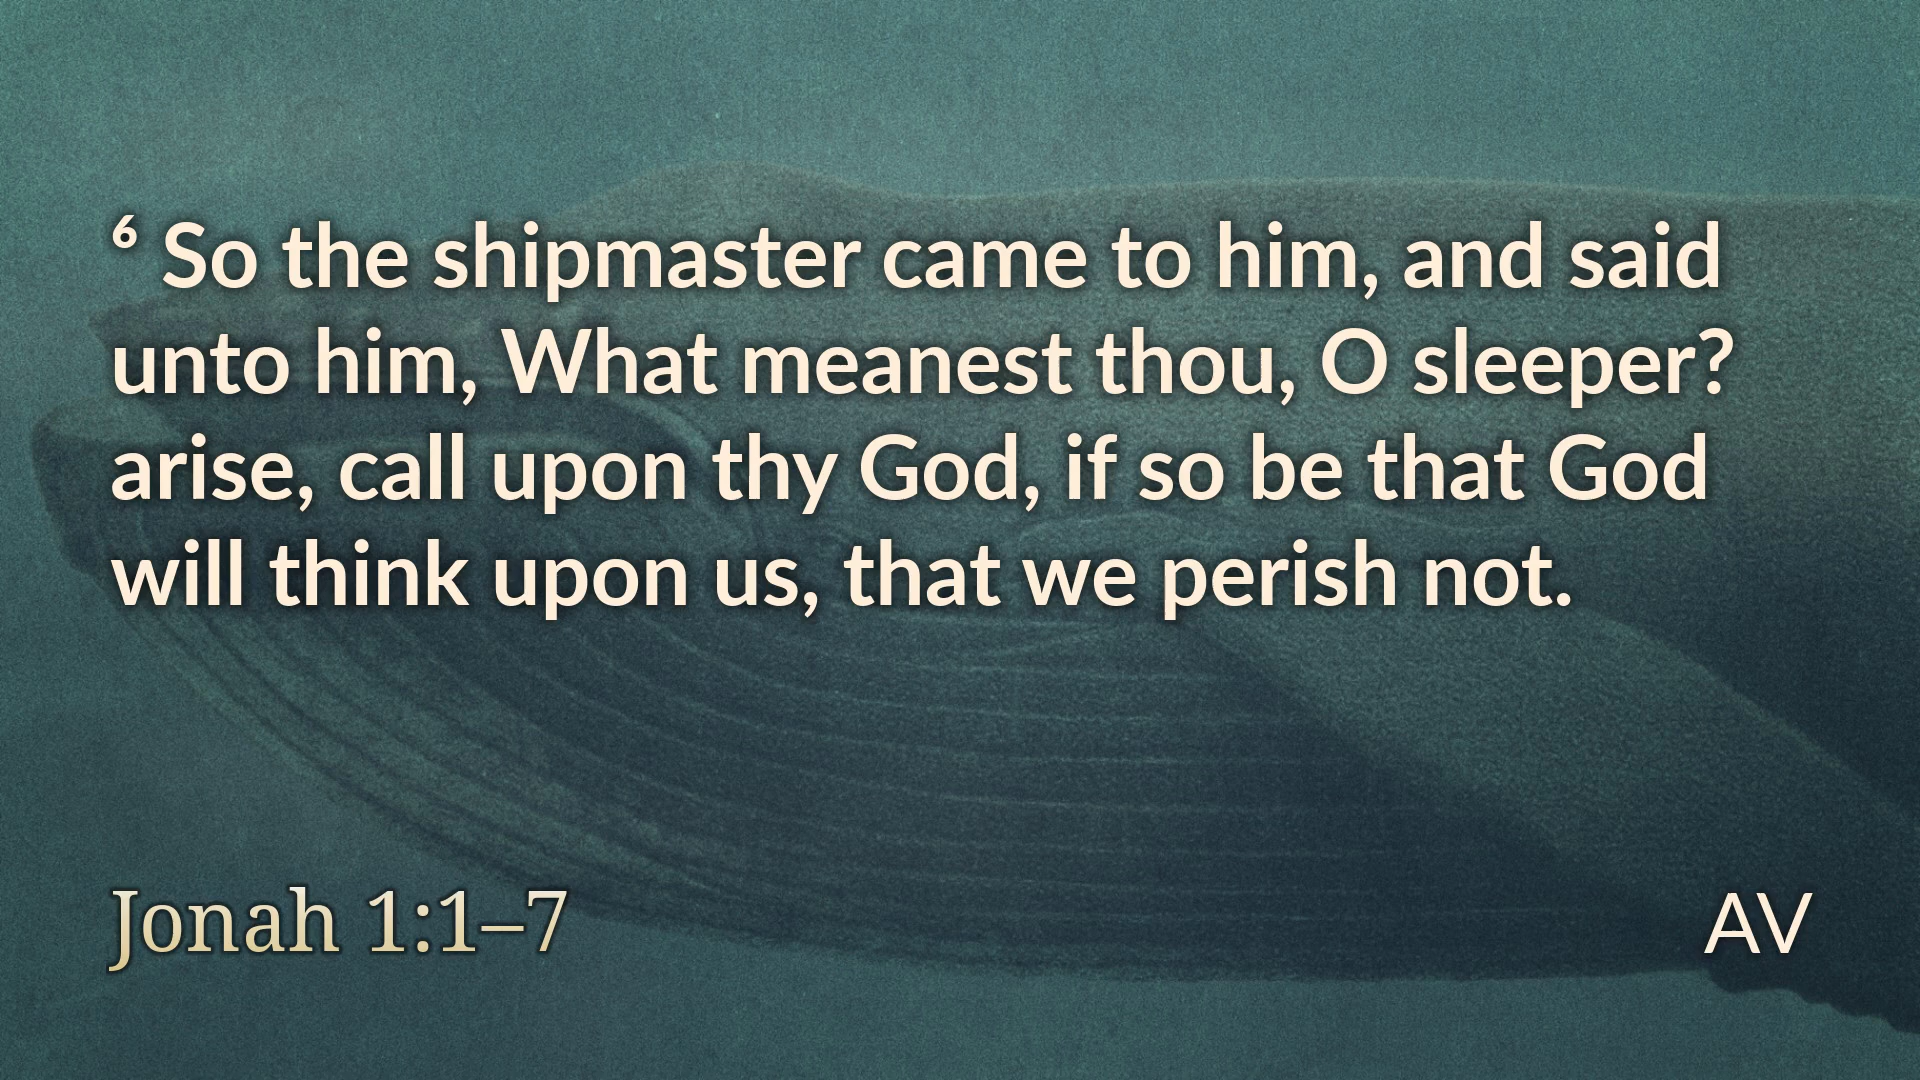 ⁶ So the shipmaster came to him, and said
unto him, What meanest thou, O sleeper?
arise, call upon thy God, if so be that God
will think upon us, that we perish not.
Jonah 1:1–7
AV